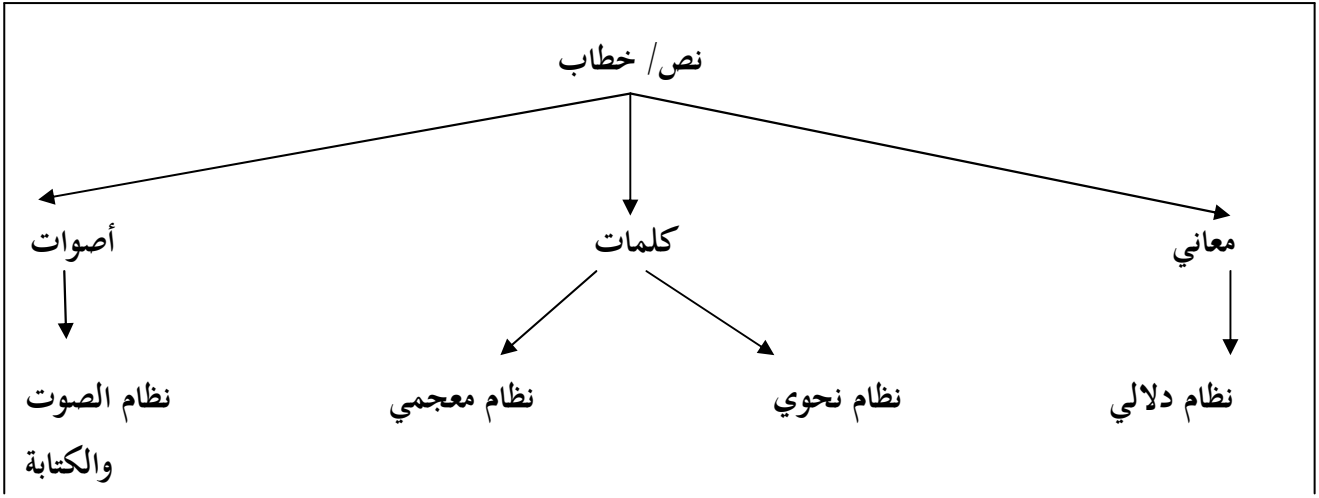 نص/ خطاب
معاني
كلمات
أصوات
نظام دلالي
نظام نحوي
نظام معجمي
نظام الصوت
والكتابة